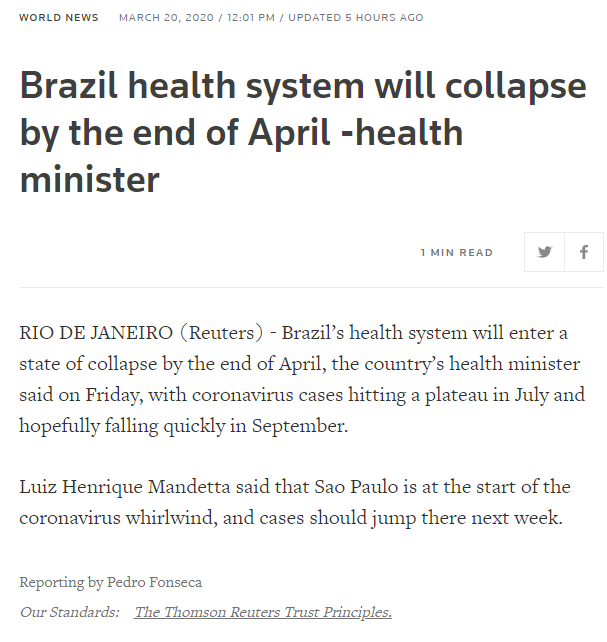 WORLD NEWS MARCH 20, 2020 / 12:01 PM / UPDATED 5 HOURS AGO
Brazil health system will collapse
by the end of April -health
minister
1 MIN READ
RIO DE JANEIRO (Reuters) - Brazil’s health system will enter a
state of collapse by the end of April, the country’s health minister
said on Friday, with coronavirus cases hitting a plateau in July and
hopefully falling quickly in September.
Luiz Henrique Mandetta said that Sao Paulo is at the start of the
coronavirus whirlwind, and cases should jump there next week.
Reporting by Pedro Fonseca
Our Standards: The Thomson Reuters Trust Principles.